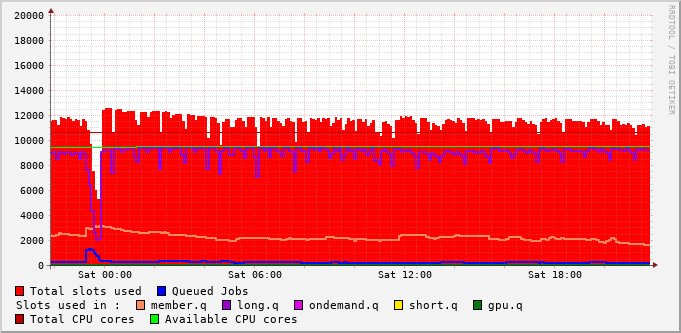 20000
18000
16000
14000
12000
10000
8000
6000
4000
2000
0
Sat 00:00 Sat 06:00 Sat 12:00 Sat 18:00
RRDTOOL / TOBI OETIKER
Total slots used Queued Jobs
Slots used in : member.q long.q ondemand.q short.q gpu.q
Total CPU cores Available CPU cores